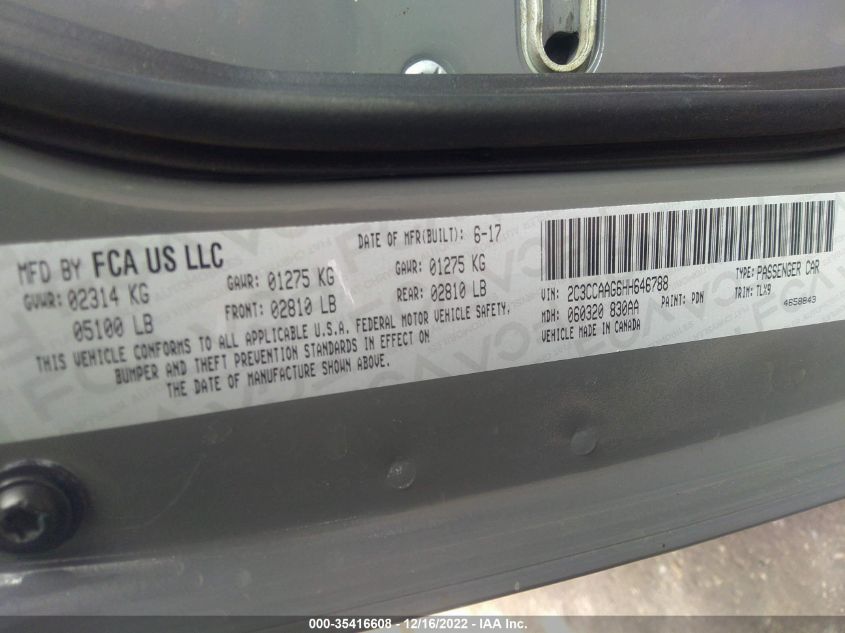 MFD BY FCA US LLC
DATE OF MFR(BUILT): 6-17
GVWR: 02314 KG
05100 LB
GAWR: 01275 KG
FRONT: 02810 LB
GAWR: 01275 KG
REAR: 02810 LB
THIS VEHICLE CONFORMS TO ALL APPLICABLE U.S.A. FEDERAL MOTOR VEHICLE SAFETY,
BUMPER AND THEFT PREVENTION STANDARDS IN EFFECT ON
THE DATE OF MANUFACTURE SHOWN ABOVE.
VIN: 2C3CCAAG6HH646788
TYPE: PASSENGER CAR
MDH: 060320 830AA
PAINT: PDN
TRIM: TLX9
VEHICLE MADE IN CANADA
4658843
000-35416608 - 12/16/2022 - IAA Inc.